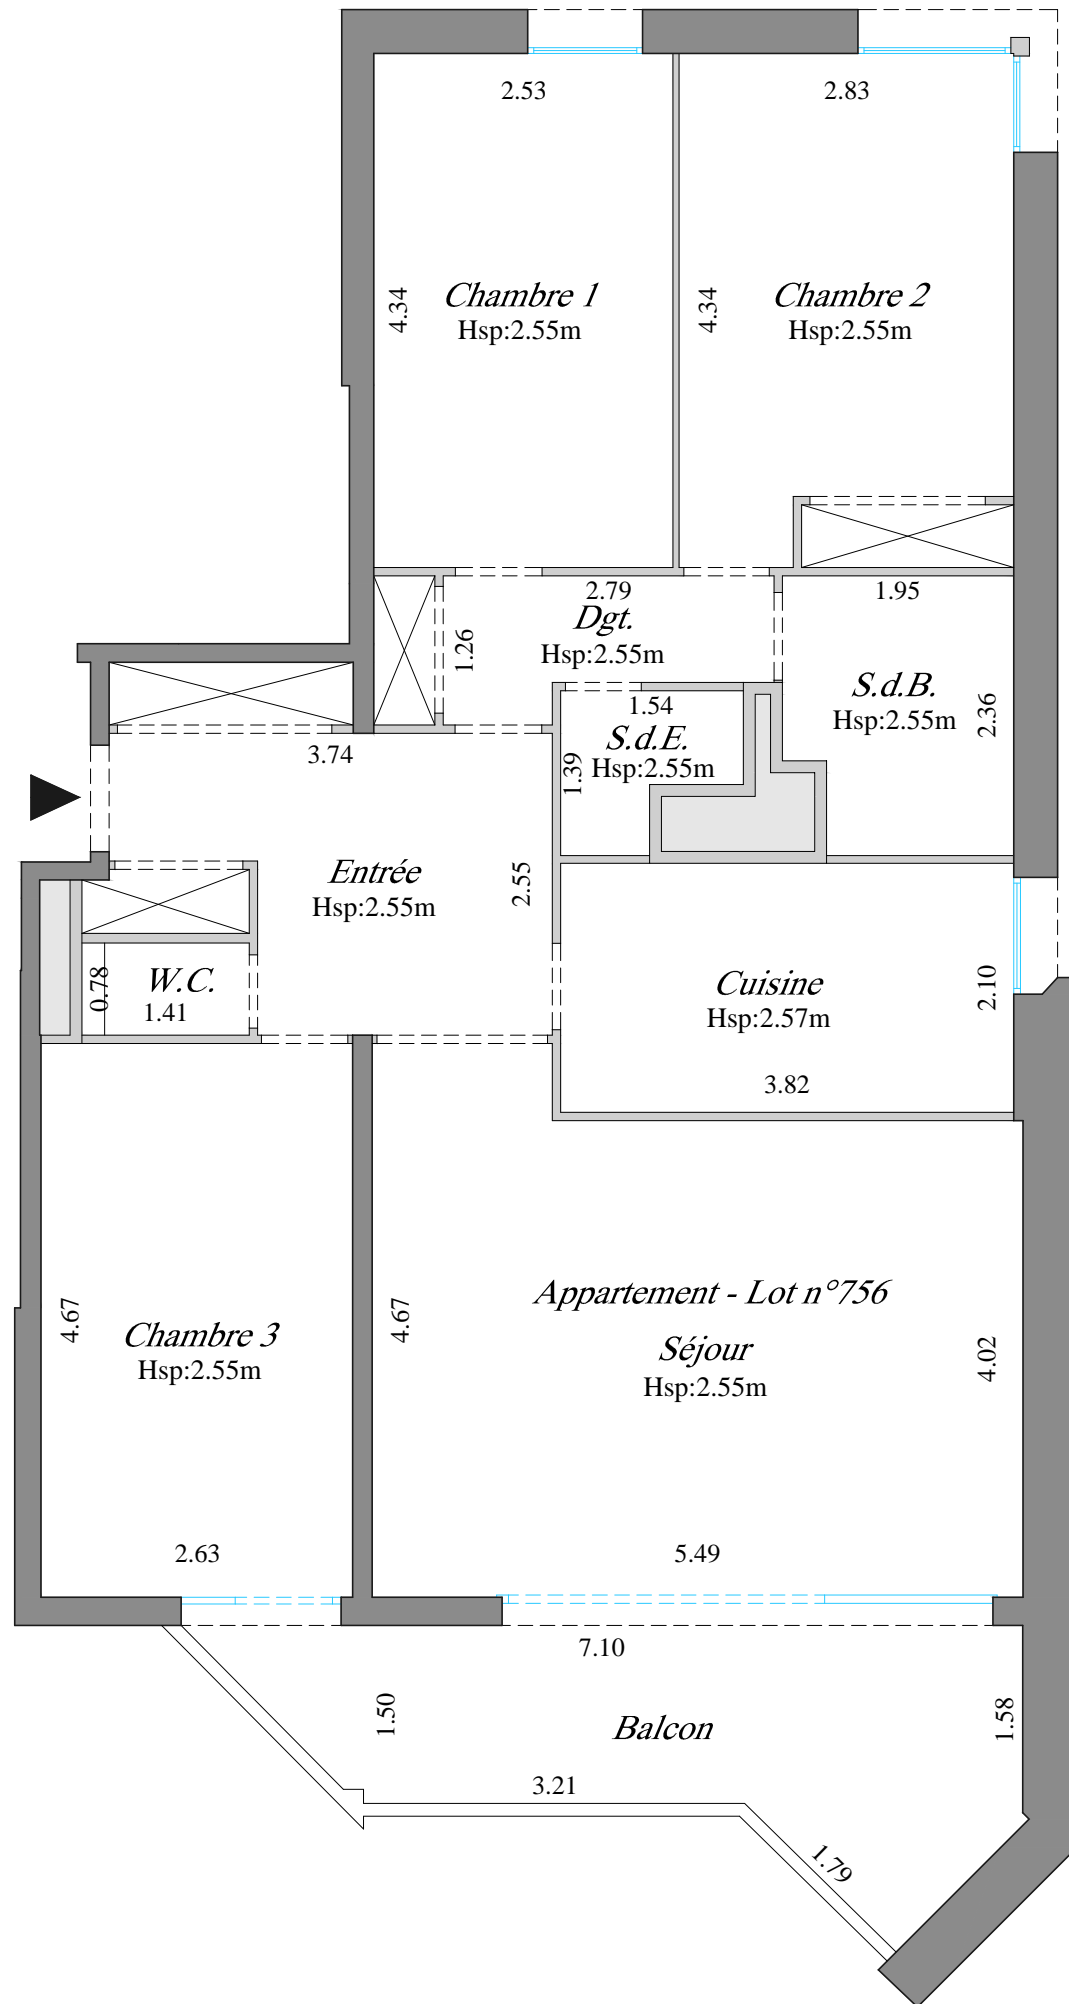 2.53
2.83
4.34
Chambre 1
Hsp:2.55m
4.34
Chambre 2
Hsp:2.55m
2.79
Dgt.
Hsp:2.55m
1.26
1.95
S.d.B.
Hsp:2.55m
2.36
1.54
S.d.E.
Hsp:2.55m
1.39
3.74
Entrée
Hsp:2.55m
2.55
0.78
W.C.
1.41
Cuisine
Hsp:2.57m
2.10
3.82
4.67
Chambre 3
Hsp:2.55m
2.63
4.67
Appartement - Lot n°756
Séjour
Hsp:2.55m
4.02
5.49
7.10
1.50
Balcon
1.58
3.21
1.79